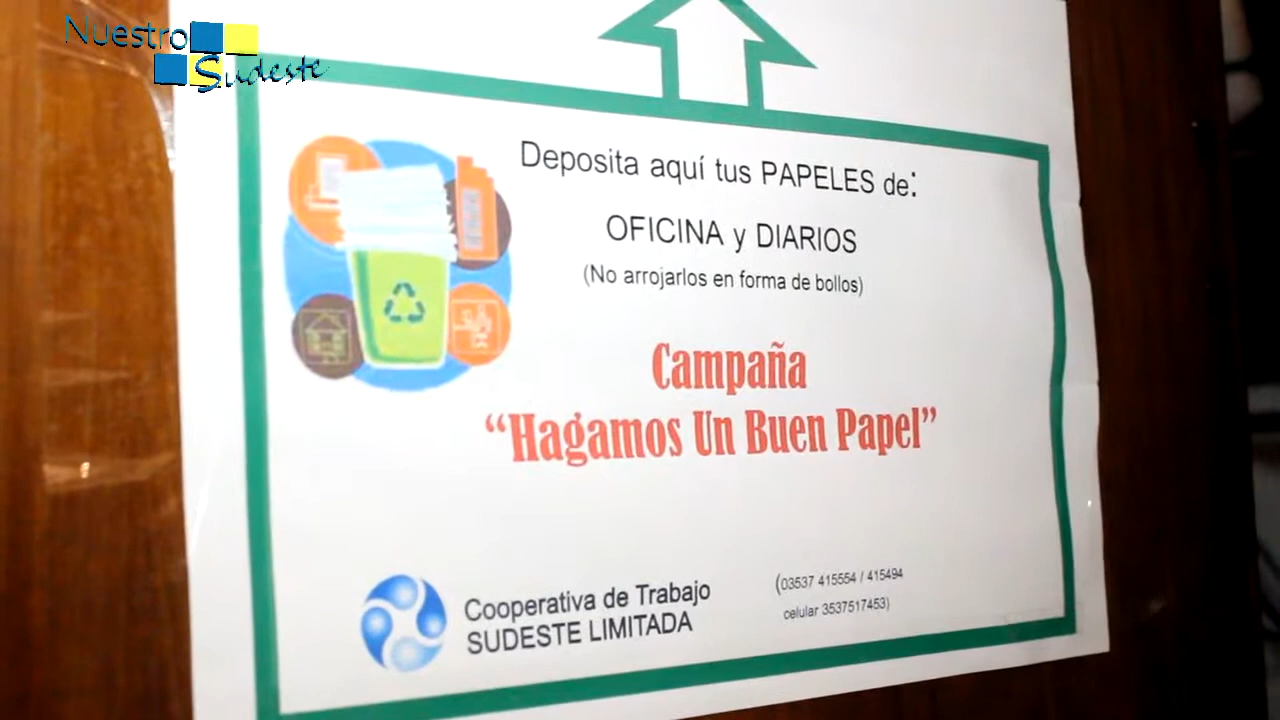 Nuestro
Sudeste
Deposita aquí tus PAPELES de:
OFICINA y DIARIOS
(No arrojarlos en forma de bollos)
Campaña
“Hagamos Un Buen Papel”
Cooperativa de Trabajo
SUDESTE LIMITADA
(03537 415554 / 415494
celular 3537517453)